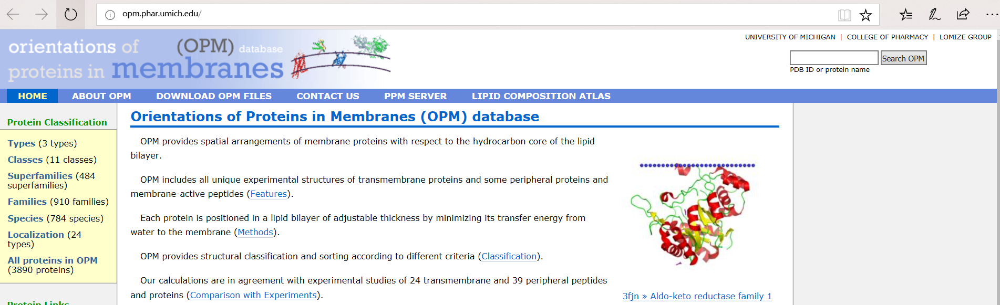 opm.phar.umich.edu/
orientations of (OPM) database
proteins in membranes
UNIVERSITY OF MICHIGAN | COLLEGE OF PHARMACY | LOMIZE GROUP
Search OPM
PDB ID or protein name
HOME ABOUT OPM DOWNLOAD OPM FILES CONTACT US PPM SERVER LIPID COMPOSITION ATLAS
Protein Classification
Types (3 types)
Classes (11 classes)
Superfamilies (484
superfamilies)
Families (910 families)
Species (784 species)
Localization (24
types)
All proteins in OPM
(3890 proteins)
Protein Links
Orientations of Proteins in Membranes (OPM) database
OPM provides spatial arrangements of membrane proteins with respect to the hydrocarbon core of the lipid
bilayer.
OPM includes all unique experimental structures of transmembrane proteins and some peripheral proteins and
membrane-active peptides (Features).
Each protein is positioned in a lipid bilayer of adjustable thickness by minimizing its transfer energy from
water to the membrane (Methods).
OPM provides structural classification and sorting according to different criteria (Classification).
Our calculations are in agreement with experimental studies of 24 transmembrane and 39 peripheral peptides
and proteins (Comparison with Experiments).
3fjn » Aldo-keto reductase family 1